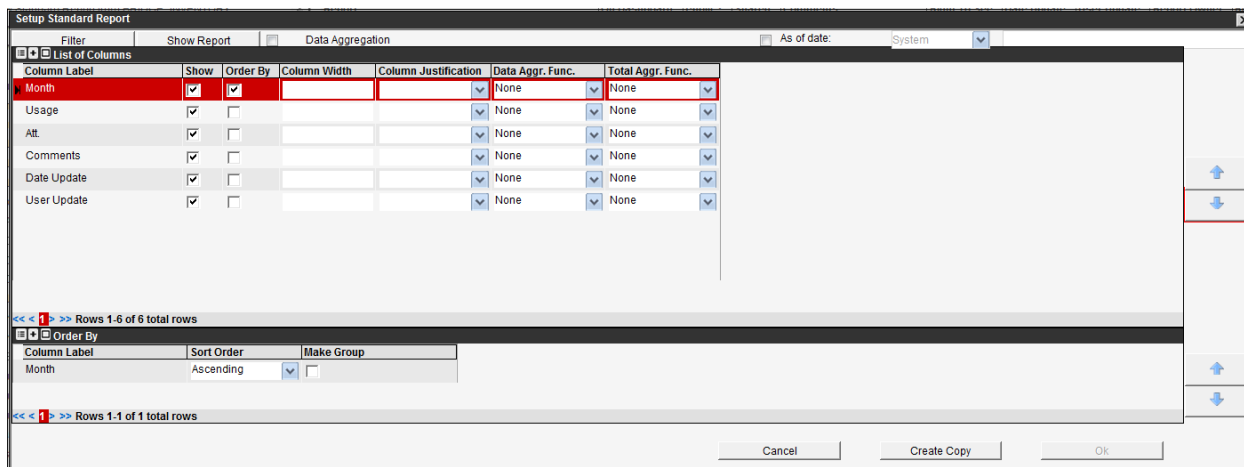 Setup Standard Report
Filter Show Report Data Aggregation As of date: System
List of Columns
Column Label Show Order By Column Width Column Justification Data Aggr. Func. Total Aggr. Func.
Month None None
Usage None None
Att. None None
Comments None None
Date Update None None
User Update None None
<< < 1 > >> Rows 1-6 of 6 total rows
Order By
Column Label Sort Order Make Group
Month Ascending
<< < 1 > >> Rows 1-1 of 1 total rows
Cancel Create Copy Ok